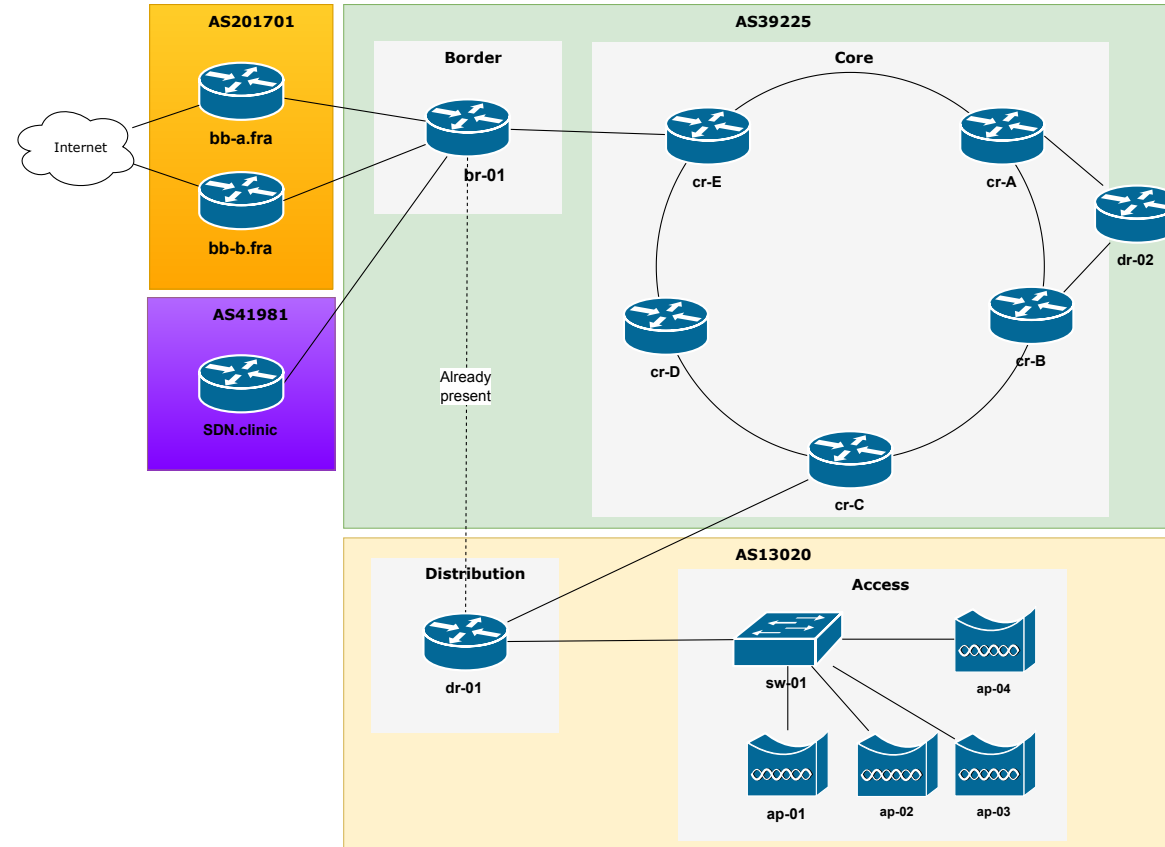 AS201701
AS39225
Border
Core
bb-a.fra
Internet
br-01
cr-E
cr-A
bb-b.fra
dr-02
AS41981
cr-D
cr-B
Already
present
SDN.clinic
cr-C
AS13020
Distribution
Access
dr-01
sw-01
ap-04
ap-01
ap-02
ap-03